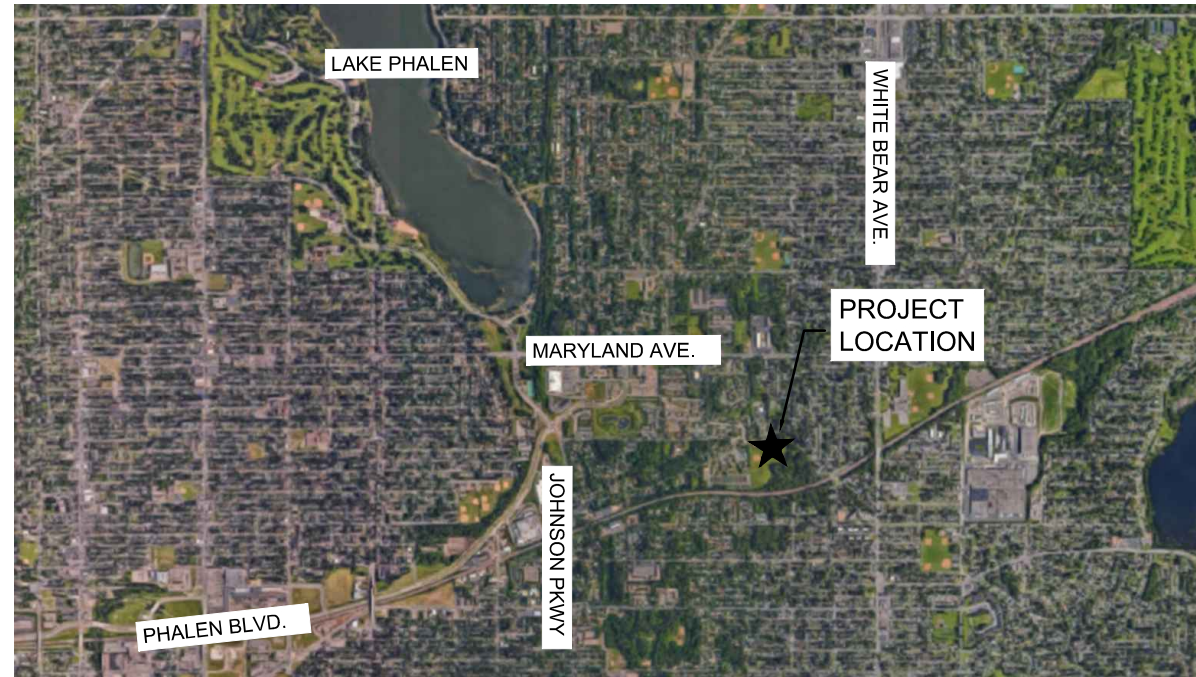 LAKE PHALEN
WHITE BEAR AVE.
PROJECT
LOCATION
MARYLAND AVE.
JOHNSON PKWY
PHALEN BLVD.